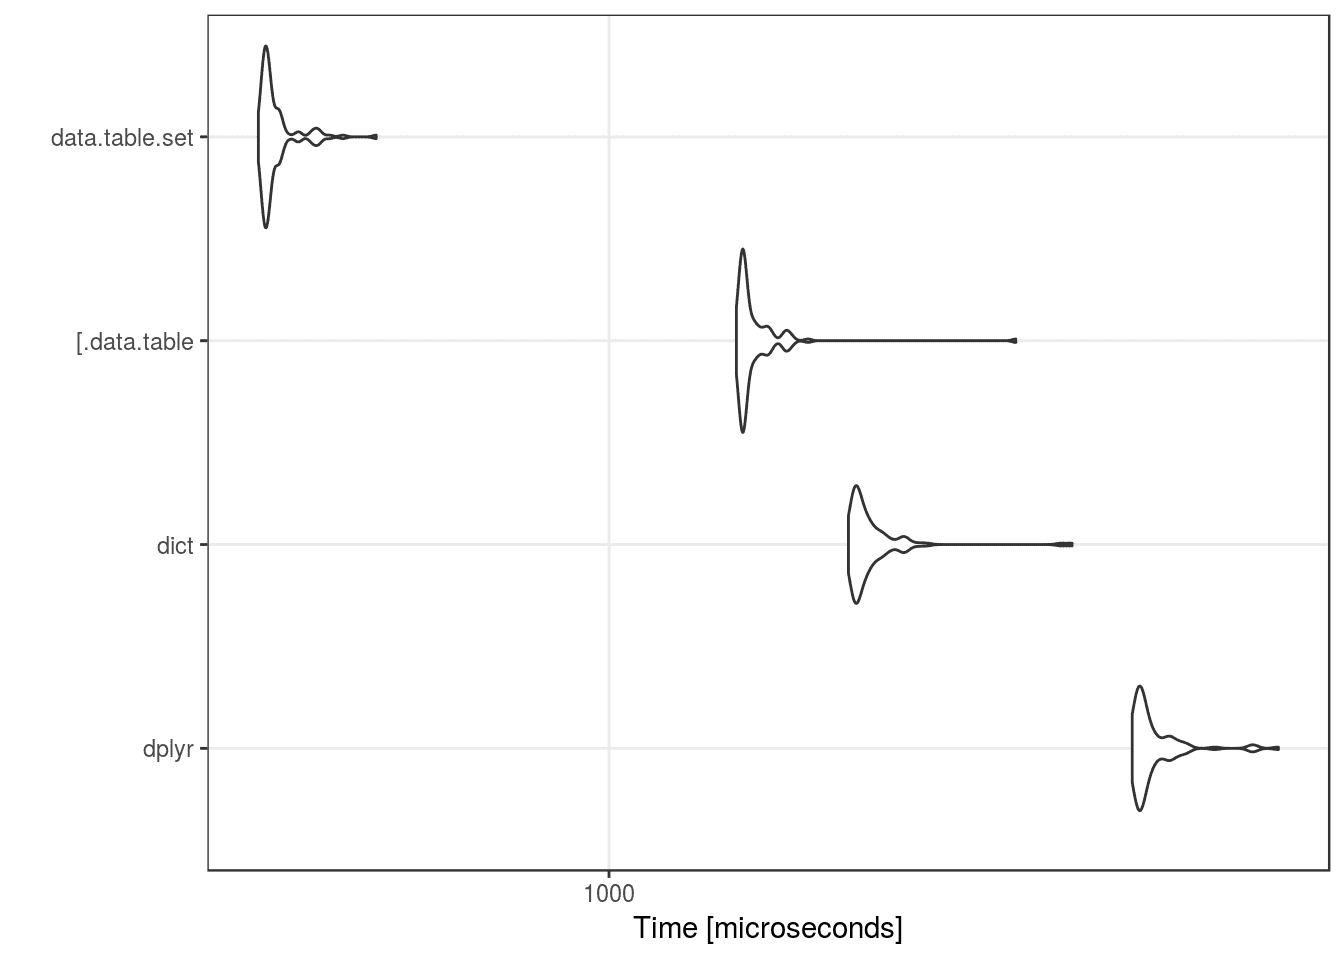 data.table.set
[.data.table
dict
dplyr
1000
Time [microseconds]